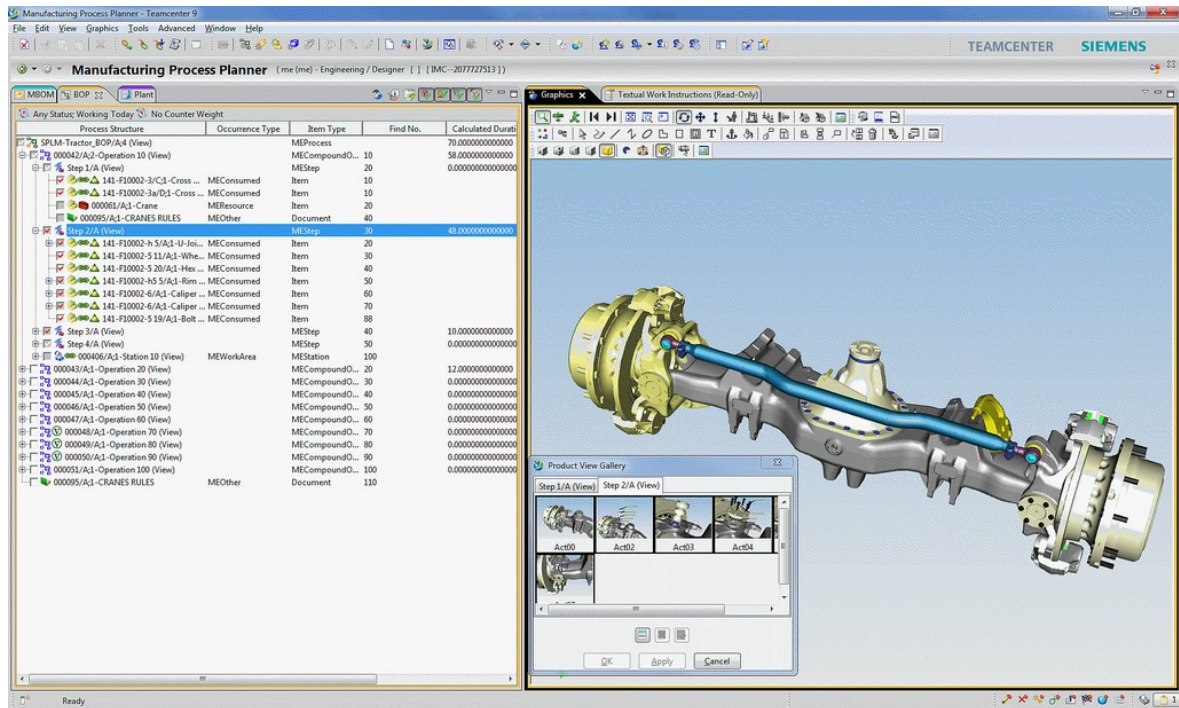 Manufacturing Process Planner - Teamcenter 9
File Edit View Graphics Tools Advanced Window Help
TEAMCENTER SIEMENS
Manufacturing Process Planner ( me (me) - Engineering / Designer [ ] [ IMC--2077727513 ] )
MBOM BOP Plant
Any Status; Working Today No Counter Weight
Process Structure Occurrence Type Item Type Find No. Calculated Durati
SPLM-Tractor_BOP/A;4 (View) MEProcess 70.000000000000
000042/A;2-Operation 10 (View) MECompoundO... 10 58.000000000000
Step 1/A (View) MEStep 20 0.0000000000000
141-F10002-3/C;1-Cross ... MEConsumed Item 10
141-F10002-3a/D;1-Cross ... MEConsumed Item 10
000061/A;1-Crane MEResource Item 20
000095/A;1-CRANES RULES MEOther Document 40
Step 2/A (View) MEStep 30 48.000000000000
141-F10002-h 5/A;1-U-Joi... MEConsumed Item 20
141-F10002-5 11/A;1-Whe... MEConsumed Item 30
141-F10002-5 20/A;1-Hex ... MEConsumed Item 40
141-F10002-h5 5/A;1-Rim ... MEConsumed Item 50
141-F10002-6/A;1-Caliper ... MEConsumed Item 60
141-F10002-6/A;1-Caliper ... MEConsumed Item 70
141-F10002-5 19/A;1-Bolt ... MEConsumed Item 88
Step 3/A (View) MEStep 40 10.000000000000
Step 4/A (View) MEStep 50 0.0000000000000
000406/A;1-Station 10 (View) MEWorkArea MEStation 100
000043/A;1-Operation 20 (View) MECompoundO... 20 12.000000000000
000044/A;1-Operation 30 (View) MECompoundO... 30 0.0000000000000
000045/A;1-Operation 40 (View) MECompoundO... 40 0.0000000000000
000046/A;1-Operation 50 (View) MECompoundO... 50 0.0000000000000
000047/A;1-Operation 60 (View) MECompoundO... 60 0.0000000000000
000048/A;1-Operation 70 (View) MECompoundO... 70 0.0000000000000
000049/A;1-Operation 80 (View) MECompoundO... 80 0.0000000000000
000050/A;1-Operation 90 (View) MECompoundO... 90 0.0000000000000
000051/A;1-Operation 100 (View) MECompoundO... 100 0.0000000000000
000095/A;1-CRANES RULES MEOther Document 110
Graphics Textual Work Instructions (Read-Only)
Product View Gallery
Step 1/A (View) Step 2/A (View)
Act00 Act02 Act03 Act04
OK Apply Cancel
Ready
1